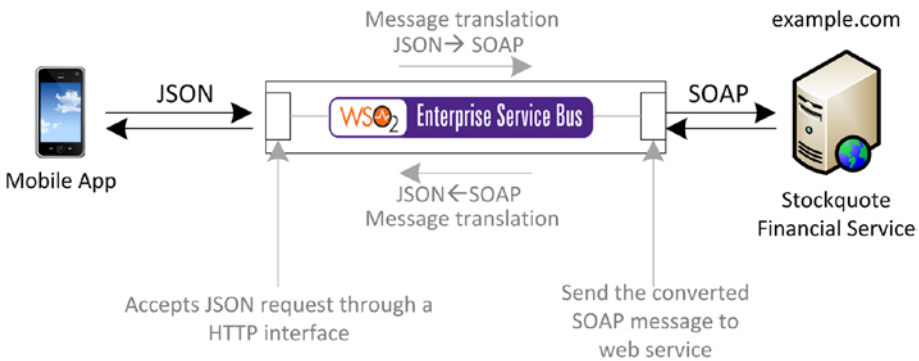 Message translation
JSON→ SOAP
example.com
JSON
SOAP
WSO2 Enterprise Service Bus
Mobile App
JSON←SOAP
Message translation
Stockquote
Financial Service
Accepts JSON request through a
HTTP interface
Send the converted
SOAP message to
web service